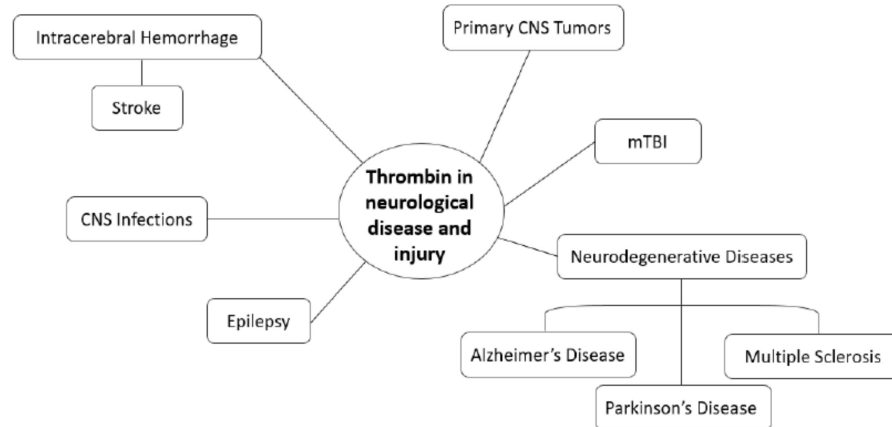 Intracerebral Hemorrhage
Stroke
Primary CNS Tumors
mTBI
Thrombin in
neurological
disease and
injury
CNS Infections
Epilepsy
Neurodegenerative Diseases
Alzheimer’s Disease
Multiple Sclerosis
Parkinson’s Disease